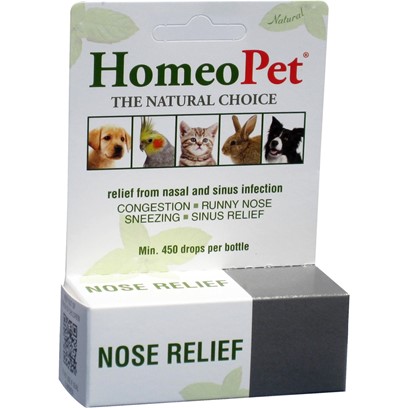 Natural
HomeoPet®
THE NATURAL CHOICE
relief from nasal and sinus infection
CONGESTION ■ RUNNY NOSE
SNEEZING ■ SINUS RELIEF
Min. 450 drops per bottle
NOSE RELIEF
NOSE RELIEF